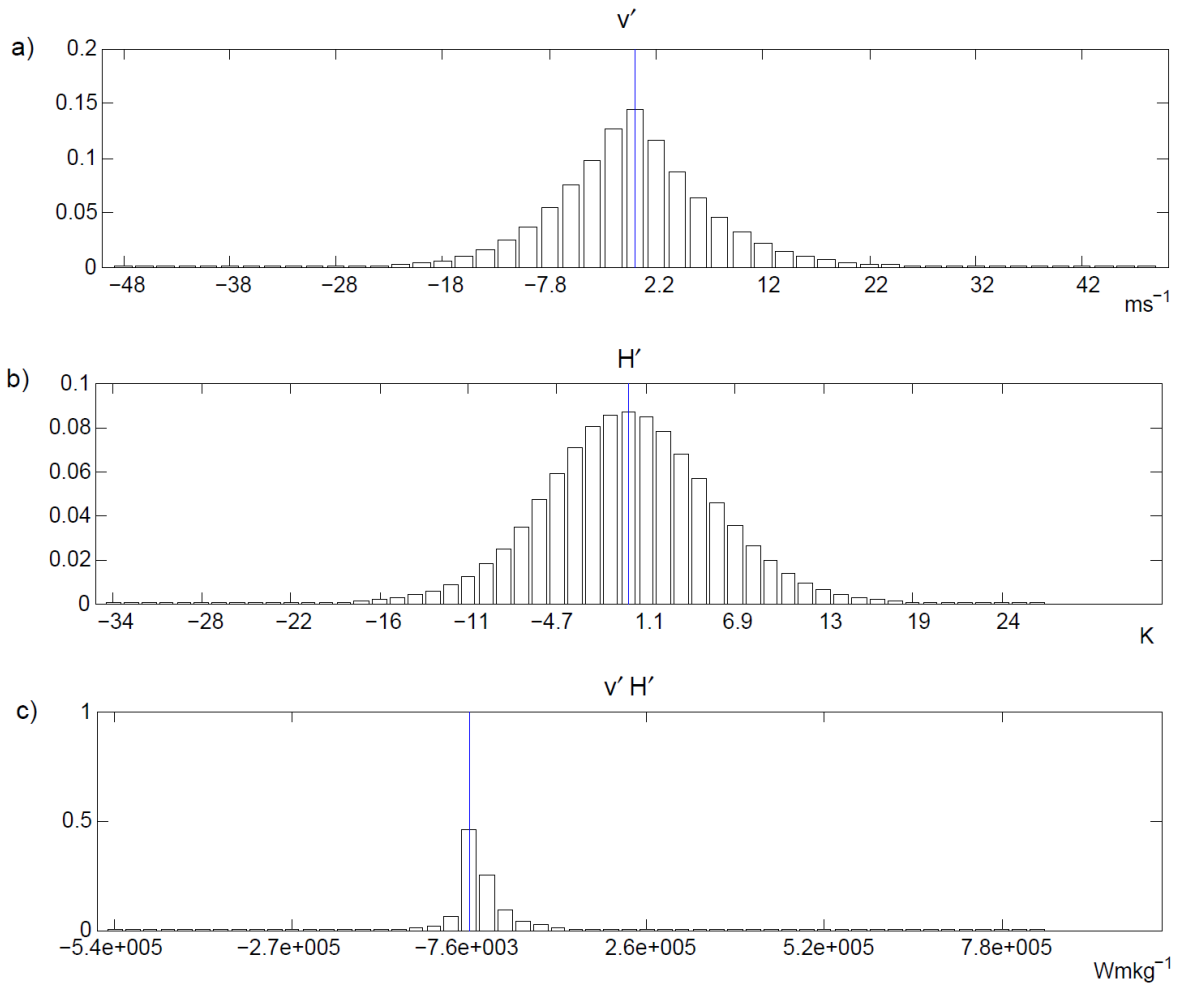 v′
a)
0.2
0.15
0.1
0.05
0
−48 −38 −28 −18 −7.8 2.2 12 22 32 42
ms⁻¹
H′
b)
0.1
0.08
0.06
0.04
0.02
0
−34 −28 −22 −16 −11 −4.7 1.1 6.9 13 19 24
K
v′ H′
c)
1
0.5
0
−5.4e+005 −2.7e+005 −7.6e+003 2.6e+005 5.2e+005 7.8e+005
Wmkg⁻¹